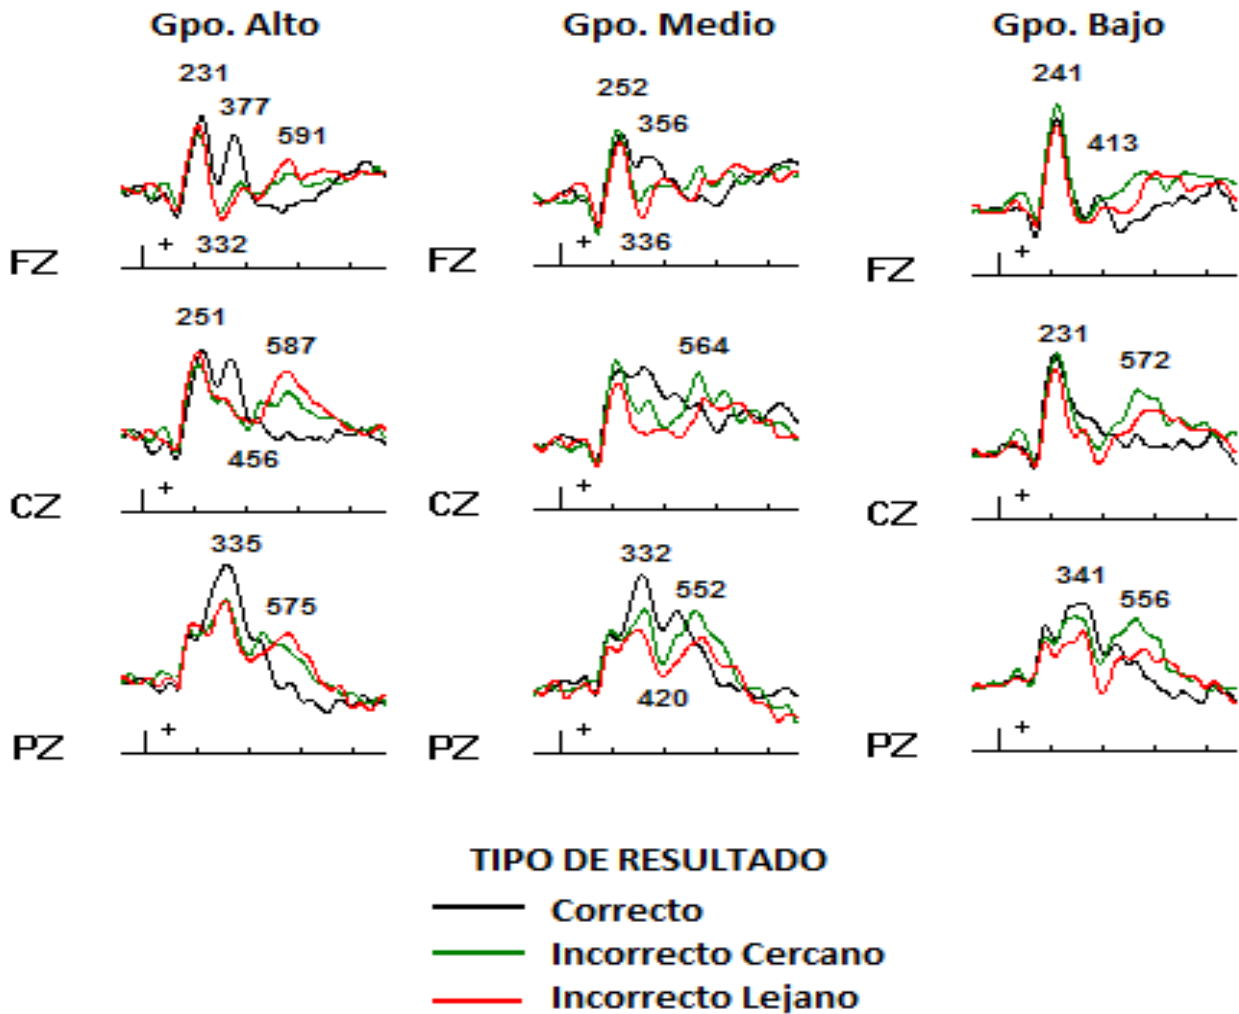 Gpo. Alto Gpo. Medio Gpo. Bajo
231 252 241
377 356 413
591
+ 332 + 336 +
FZ FZ FZ
251 587 564 231 572
456
+ + +
CZ CZ CZ
335 332 552 341 556
575
420
+ + +
PZ PZ PZ
TIPO DE RESULTADO
Correcto
Incorrecto Cercano
Incorrecto Lejano